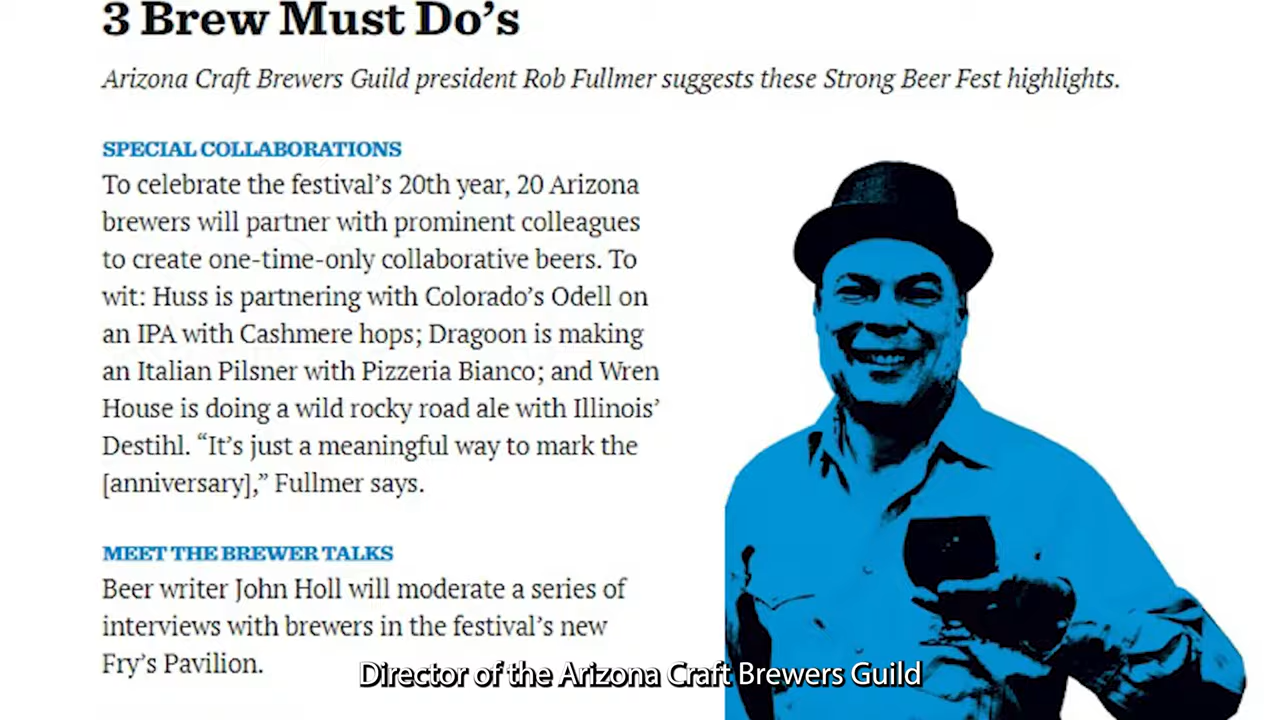 3 Brew Must Do’s
Arizona Craft Brewers Guild president Rob Fullmer suggests these Strong Beer Fest highlights.
SPECIAL COLLABORATIONS
To celebrate the festival’s 20th year, 20 Arizona
brewers will partner with prominent colleagues
to create one-time-only collaborative beers. To
wit: Huss is partnering with Colorado’s Odell on
an IPA with Cashmere hops; Dragoon is making
an Italian Pilsner with Pizzeria Bianco; and Wren
House is doing a wild rocky road ale with Illinois’
Destihl. “It’s just a meaningful way to mark the
[anniversary],” Fullmer says.
MEET THE BREWER TALKS
Beer writer John Holl will moderate a series of
interviews with brewers in the festival’s new
Fry’s Pavilion.
Director of the Arizona Craft Brewers Guild